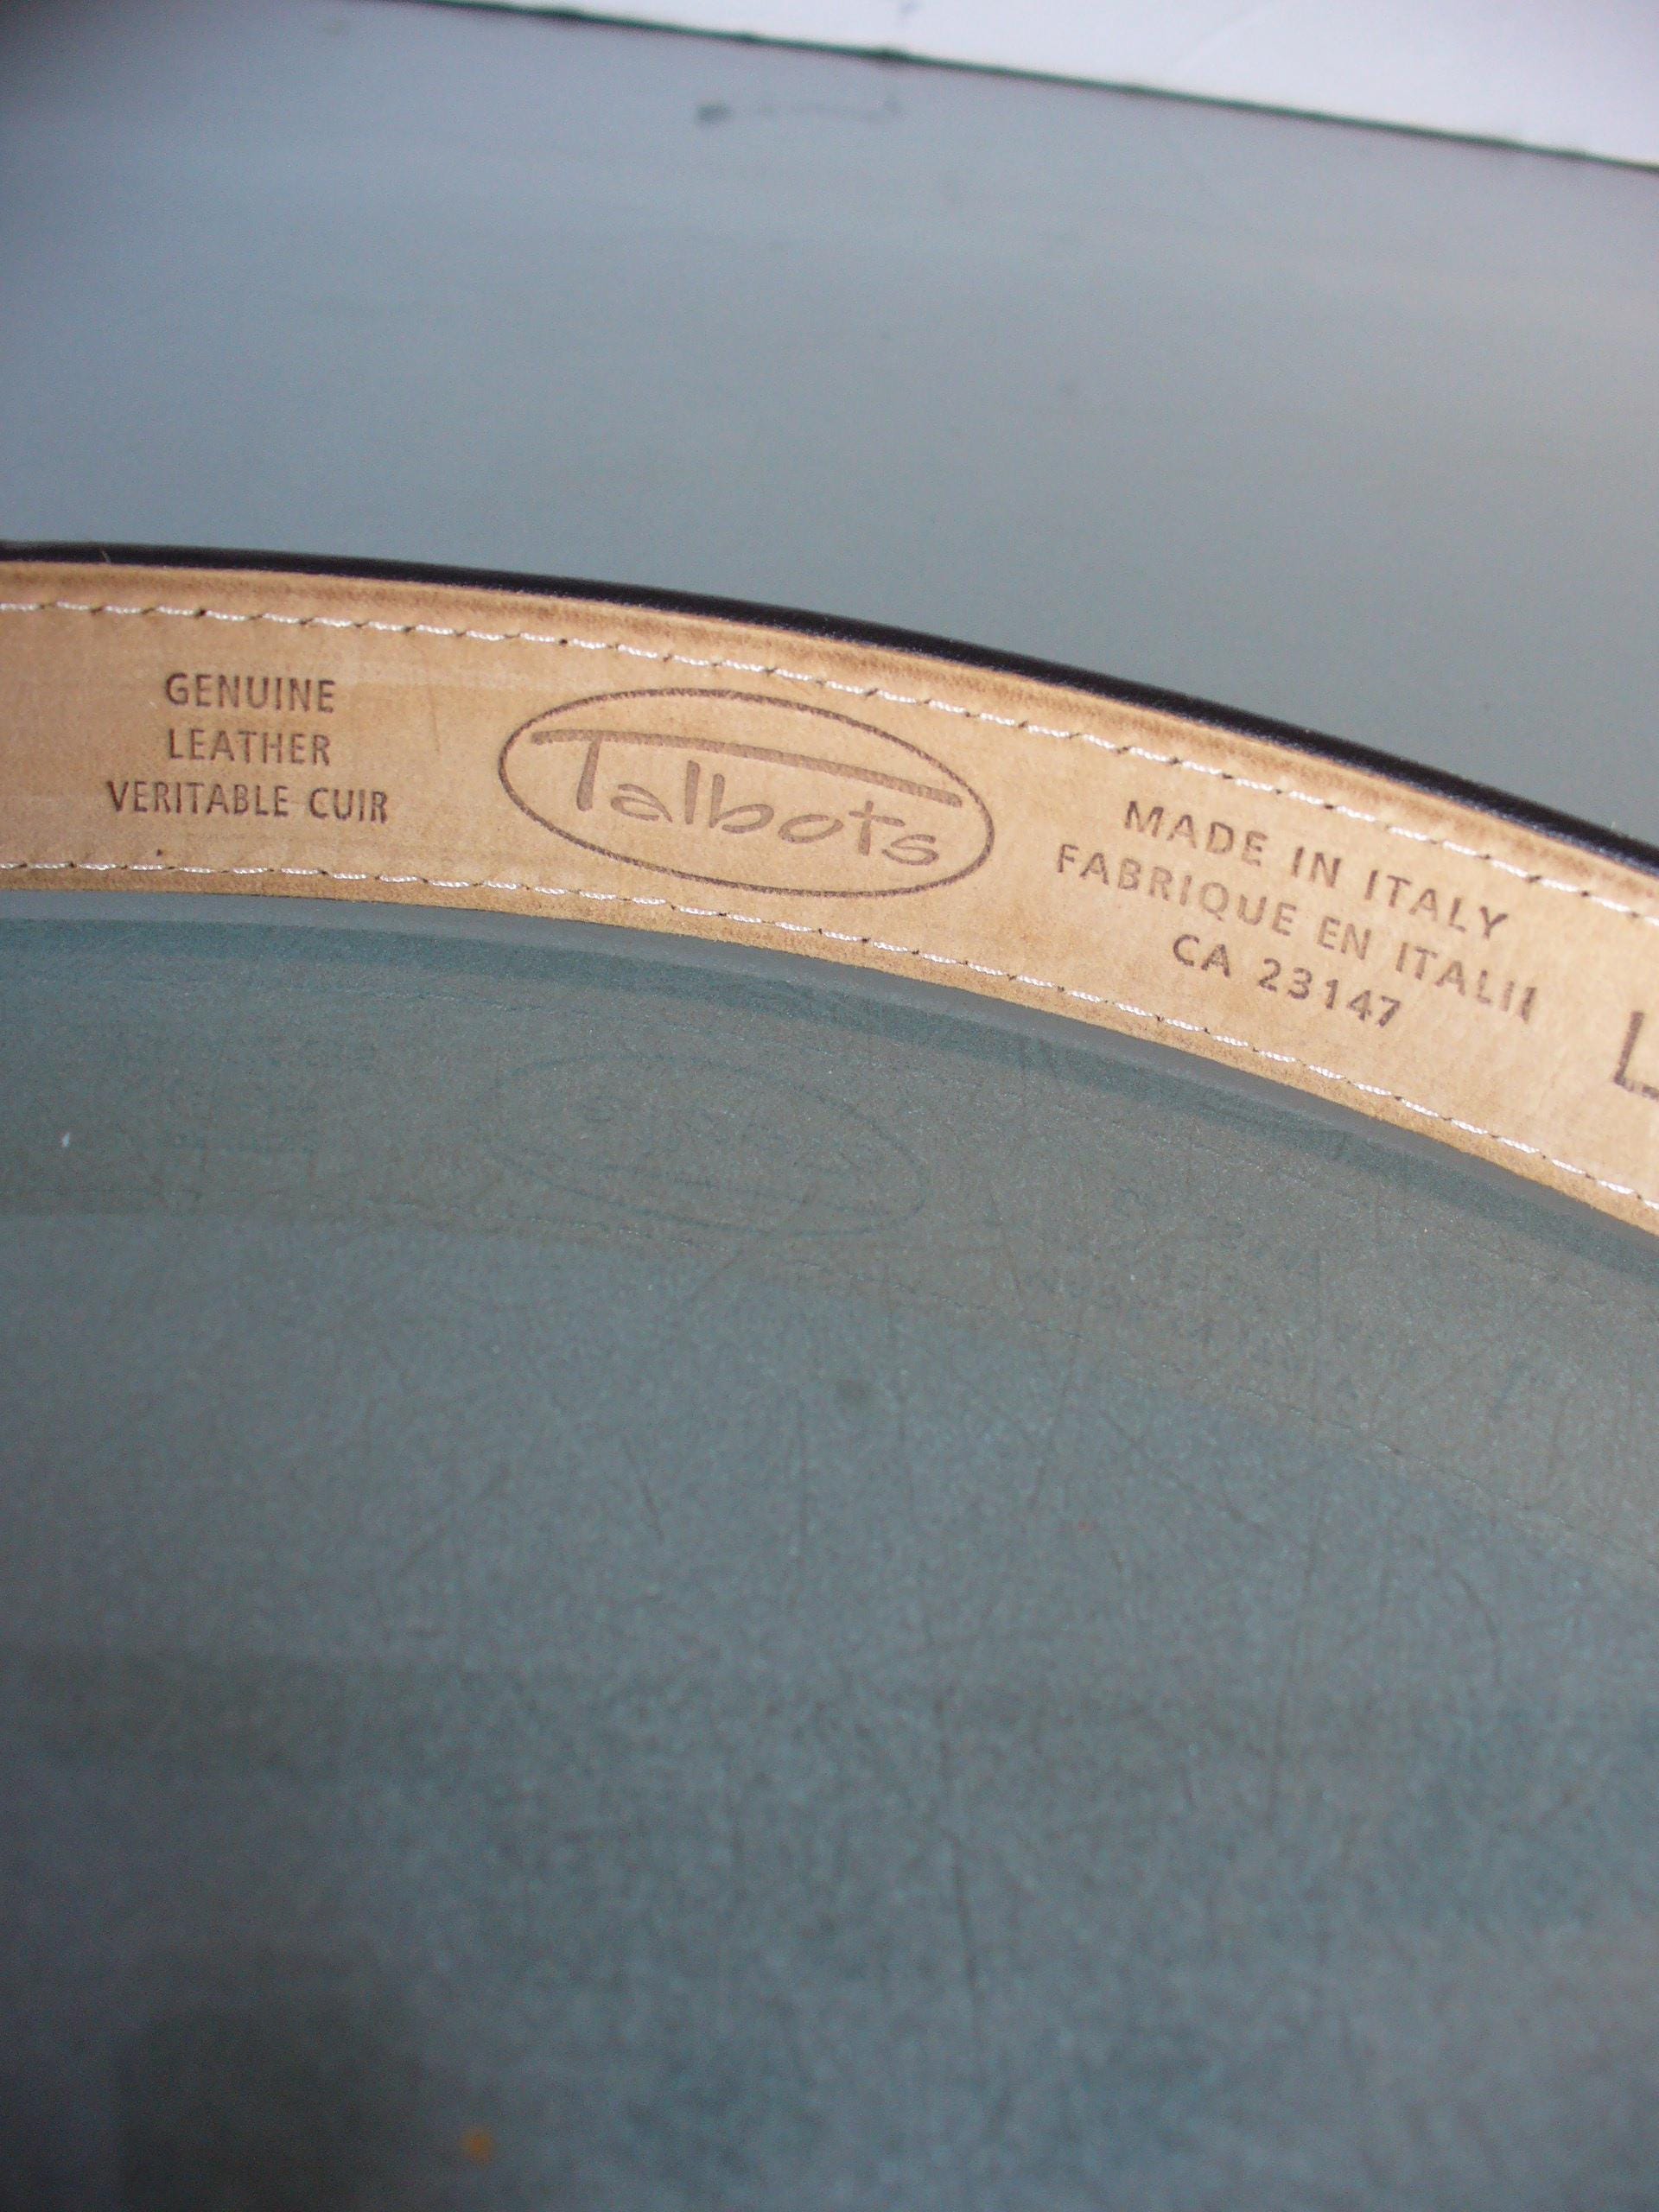 GENUINE
LEATHER
VERITABLE CUIR
Talbots
MADE IN ITALY
FABRIQUE EN ITALII
CA 23147
L